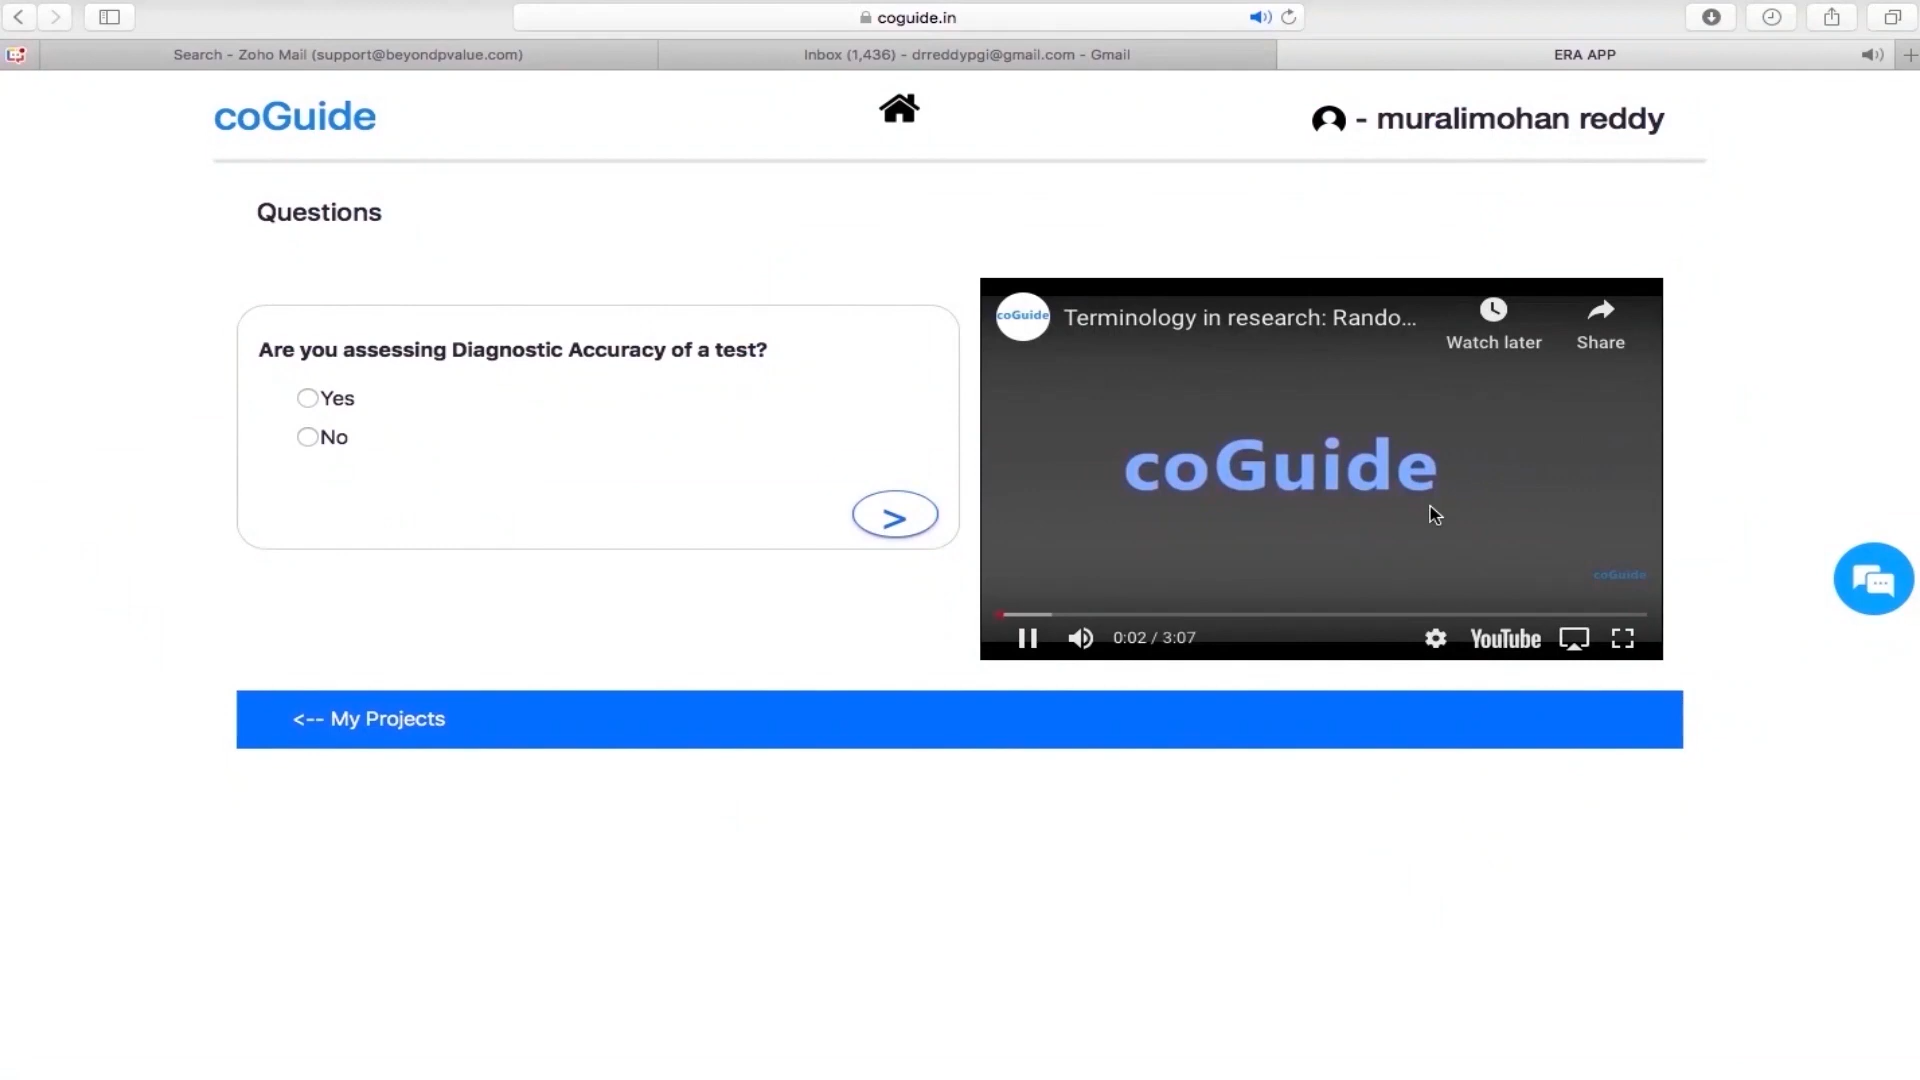 coguide.in
Search - Zoho Mail (support@beyondpvalue.com)
Inbox (1,436) - drreddypgi@gmail.com - Gmail
ERA APP
coGuide
- muralimohan reddy
Questions
Are you assessing Diagnostic Accuracy of a test?
Yes
No
>
coGuide
Terminology in research: Rando...
Watch later
Share
coGuide
coGuide
0:02 / 3:07
YouTube
<-- My Projects